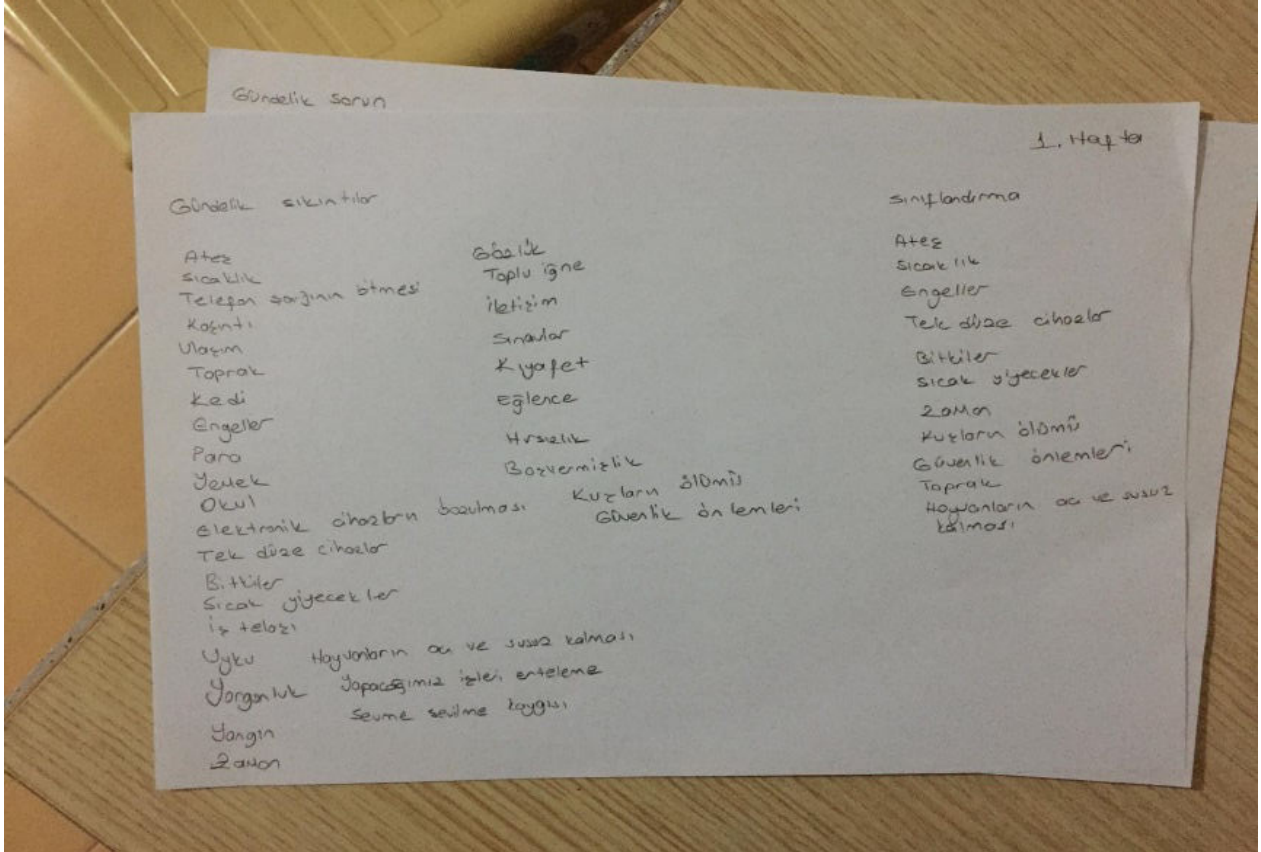 Gündelik sorun
1. Hafta
Gündelik sıkıntılar
Ateş
Sıcaklık
Telefon şarjının bitmesi
Kaşıntı
Ulaşım
Toprak
Kedi
Engeller
Para
Yemek
Okul
Elektronik cihazların bozulması
Tek düze cihazlar
Bitkiler
Sıcak yiyecekler
İş telaşı
Uyku
Yorgunluk
Yangın
Zaman
Hayvanların aç ve susuz kalması
Yapacağımız işleri erteleme
Sevme sevilme kaygısı
Gözlük
Toplu iğne
İletişim
Sınavlar
Kıyafet
Eğlence
Hırsızlık
Boşvermişlik
Kuşların ölümü
Güvenlik önlemleri
Sınıflandırma
Ateş
Sıcaklık
Engeller
Tek düze cihazlar
Bitkiler
Sıcak yiyecekler
Zaman
Kuşların ölümü
Güvenlik önlemleri
Toprak
Hayvanların aç ve susuz
kalması